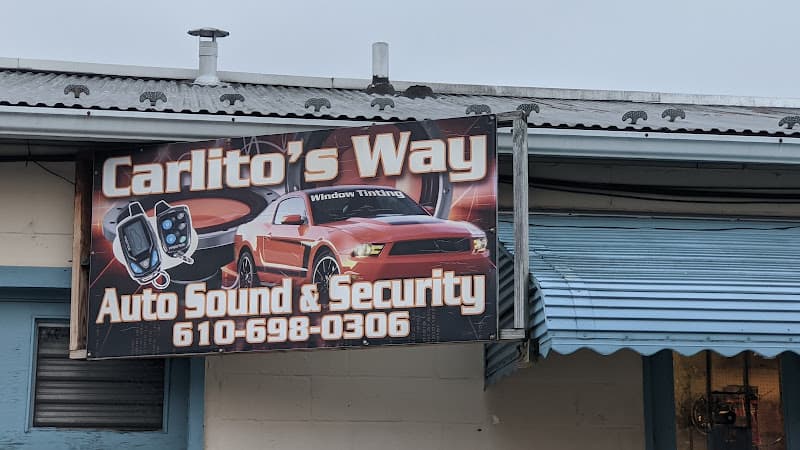 Carlito's Way
Window Tinting
Auto Sound & Security
610-698-0306